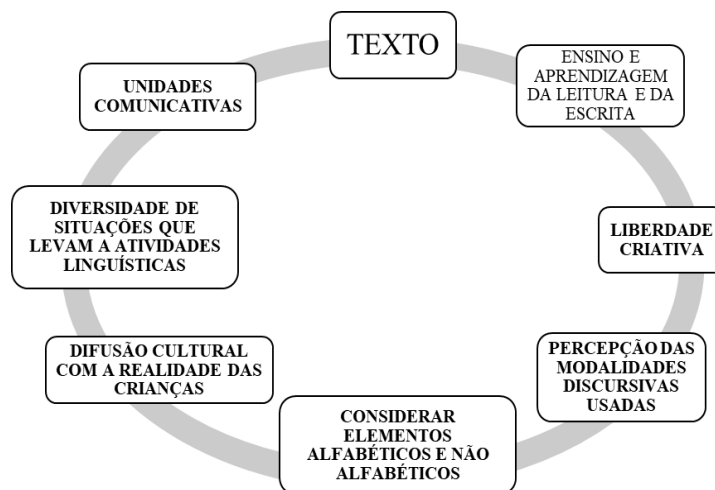 TEXTO
ENSINO E
APRENDIZAGEM
DA LEITURA E DA
ESCRITA
LIBERDADE
CRIATIVA
PERCEPÇÃO DAS
MODALIDADES
DISCURSIVAS
USADAS
CONSIDERAR
ELEMENTOS
ALFABÉTICOS E NÃO
ALFABÉTICOS
DIFUSÃO CULTURAL
COM A REALIDADE DAS
CRIANÇAS
DIVERSIDADE DE
SITUAÇÕES QUE
LEVAM A ATIVIDADES
LINGUÍSTICAS
UNIDADES
COMUNICATIVAS